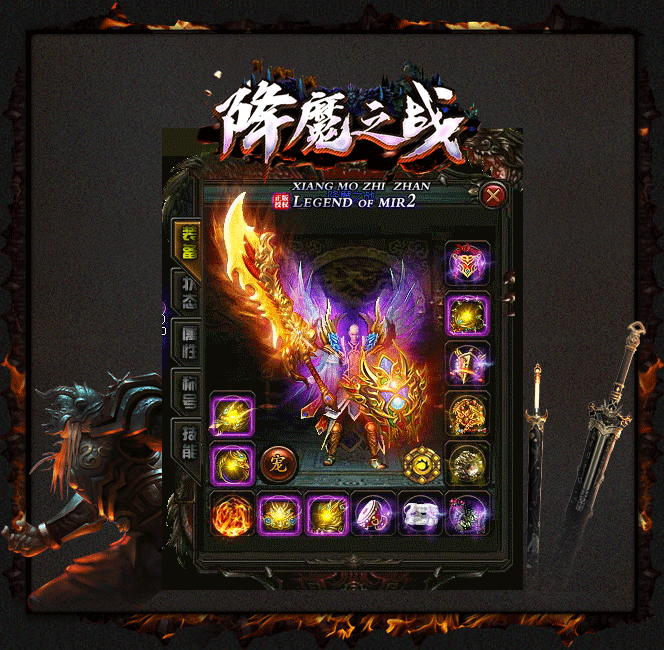 降魔之战
XIANG MO ZHI ZHAN
正版
授权
LEGEND OF MIR2
装备
状态
属性
称号
技能
宠